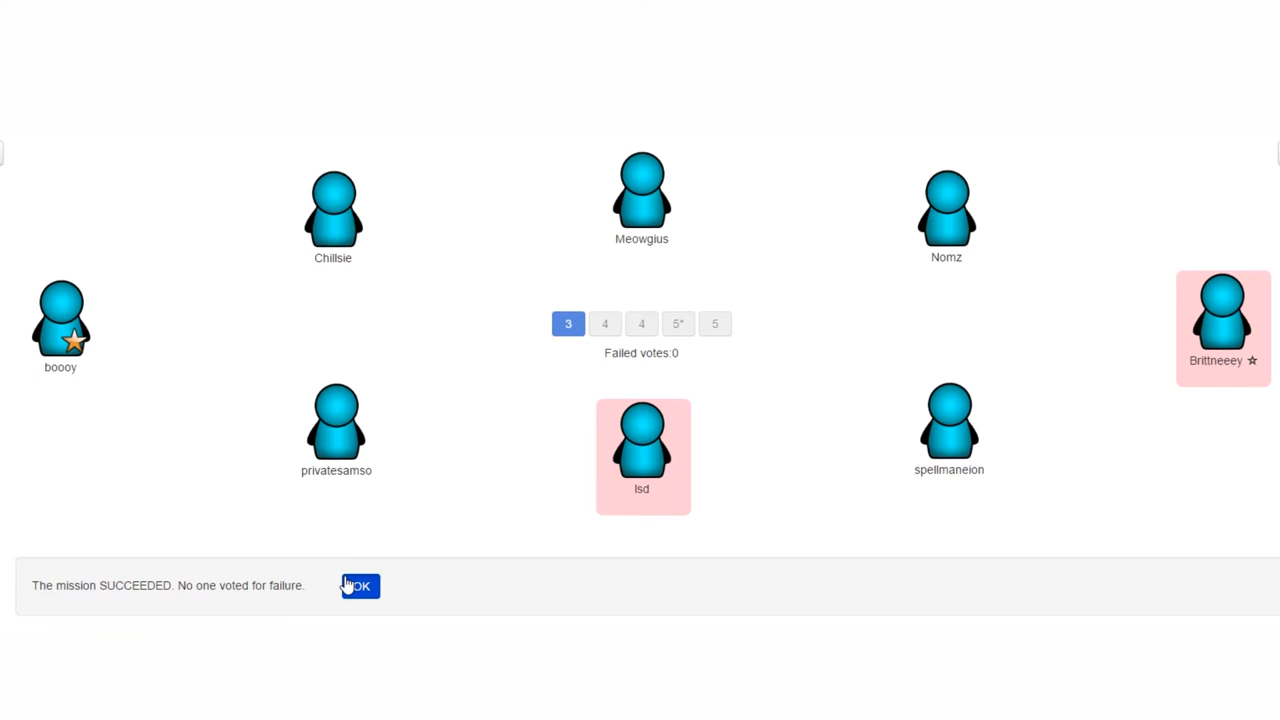 Meowgius
Chillsie
Nomz
3 4 4 5* 5
Failed votes:0
boooy
Brittneeey ☆
privatesamso
spellmaneion
lsd
The mission SUCCEEDED. No one voted for failure. OK